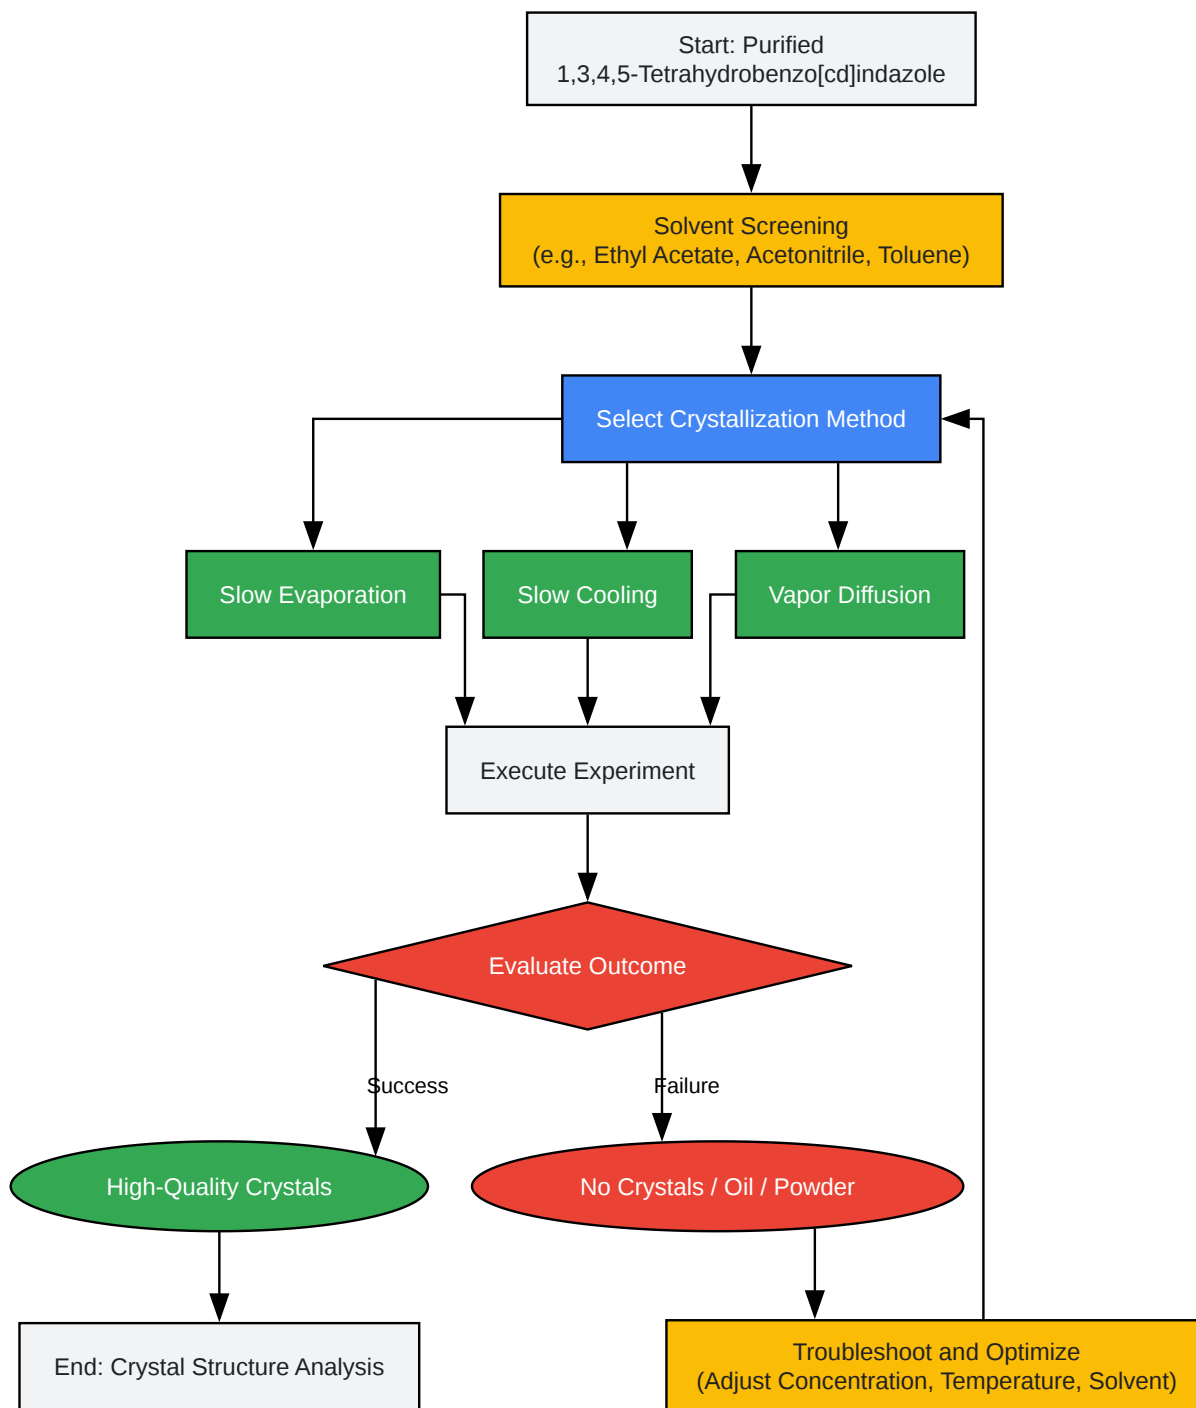 Start: Purified
1,3,4,5-Tetrahydrobenzo[cd]indazole
Solvent Screening
(e.g., Ethyl Acetate, Acetonitrile, Toluene)
Select Crystallization Method
Slow Evaporation
Slow Cooling
Vapor Diffusion
Execute Experiment
Evaluate Outcome
Success
Failure
High-Quality Crystals
No Crystals / Oil / Powder
End: Crystal Structure Analysis
Troubleshoot and Optimize
(Adjust Concentration, Temperature, Solvent)